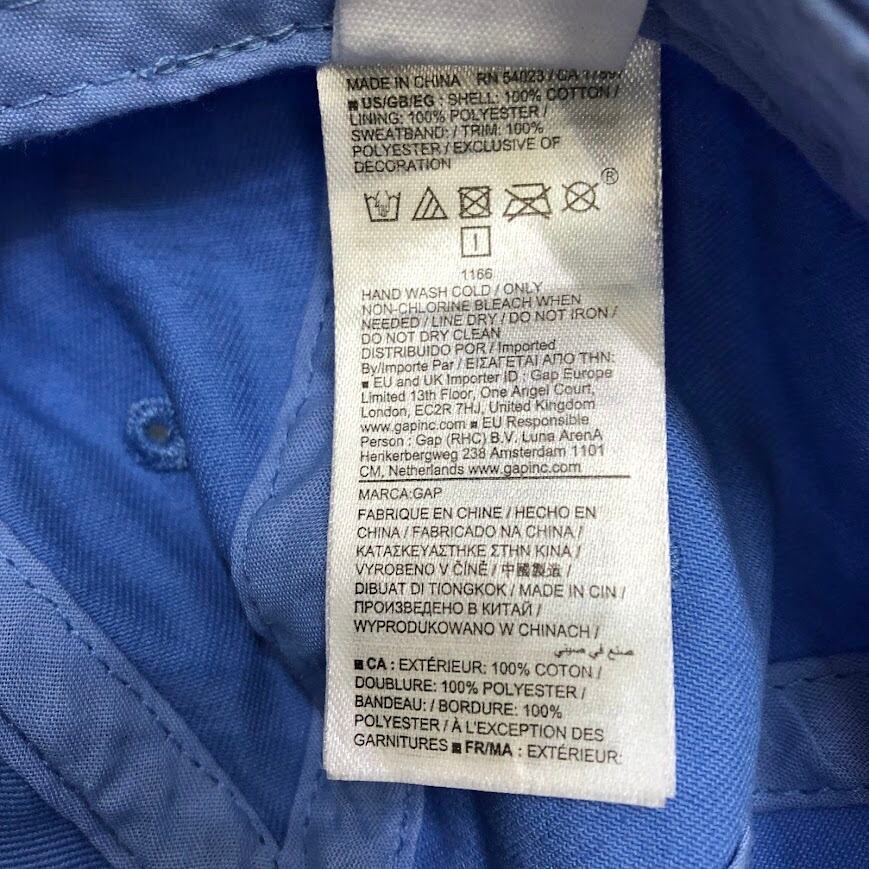 MADE IN CHINA RN 54023 / CA
■ US/GB/EG : SHELL: 100% COTTON /
LINING: 100% POLYESTER /
SWEATBAND: / TRIM: 100%
POLYESTER / EXCLUSIVE OF
DECORATION
®
1166
HAND WASH COLD / ONLY
NON-CHLORINE BLEACH WHEN
NEEDED / LINE DRY / DO NOT IRON /
DO NOT DRY CLEAN
DISTRIBUIDO POR / Imported
By/Importe Par / ΕΙΣΑΓΕΤΑΙ ΑΠΟ ΤΗΝ:
■ EU and UK Importer ID : Gap Europe
Limited 13th Floor, One Angel Court,
London, EC2R 7HJ, United Kingdom
www.gapinc.com ■ EU Responsible
Person : Gap (RHC) B.V. Luna ArenA
Herikerbergweg 238 Amsterdam 1101
CM, Netherlands www.gapinc.com
MARCA:GAP
FABRIQUE EN CHINE / HECHO EN
CHINA / FABRICADO NA CHINA /
ΚΑΤΑΣΚΕΥΑΣΤΗΚΕ ΣΤΗΝ ΚΙΝΑ /
VYROBENO V ČÍNĚ / 中國製造 /
DIBUAT DI TIONGKOK / MADE IN CIN /
ПРОИЗВЕДЕНО В КИТАЙ /
WYPRODUKOWANO W CHINACH /
صنع في صيني
■ CA : EXTÉRIEUR: 100% COTON /
DOUBLURE: 100% POLYESTER /
BANDEAU: / BORDURE: 100%
POLYESTER / À L'EXCEPTION DES
GARNITURES ■ FR/MA : EXTÉRIEUR: